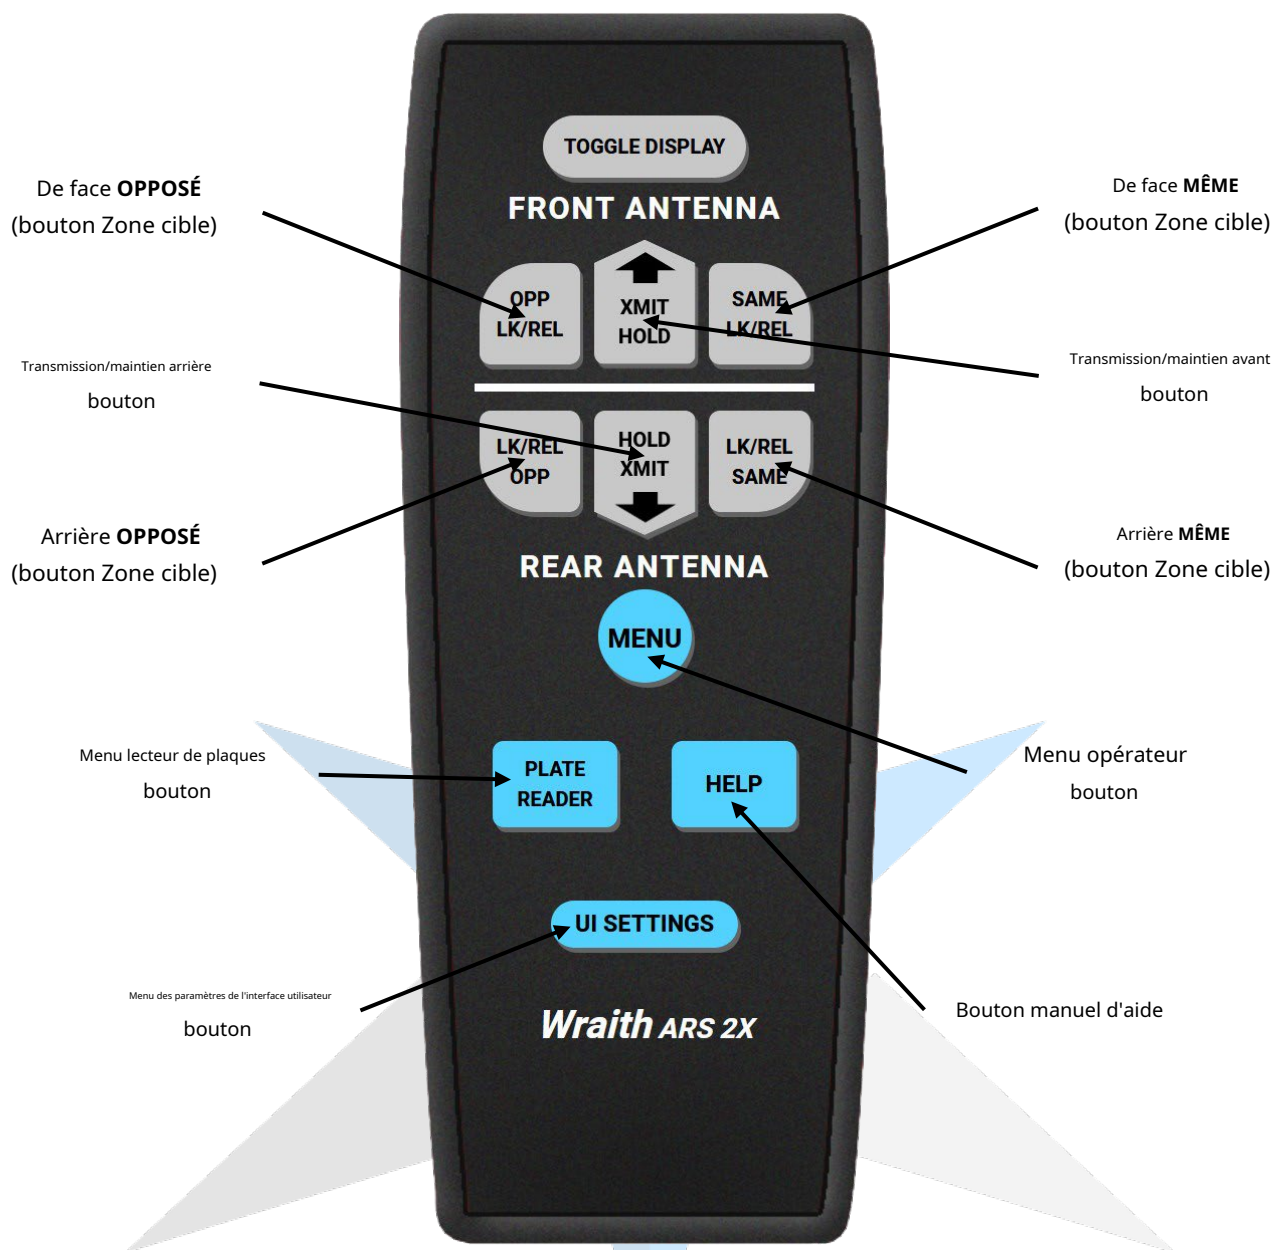 TOGGLE DISPLAY
FRONT ANTENNA
De face OPPOSÉ
(bouton Zone cible)
De face MÊME
(bouton Zone cible)
OPP
LK/REL
XMIT
HOLD
SAME
LK/REL
Transmission/maintien arrière
bouton
Transmission/maintien avant
bouton
LK/REL
OPP
HOLD
XMIT
LK/REL
SAME
Arrière OPPOSÉ
(bouton Zone cible)
Arrière MÊME
(bouton Zone cible)
REAR ANTENNA
MENU
Menu lecteur de plaques
bouton
PLATE
READER
HELP
Menu opérateur
bouton
UI SETTINGS
Menu des paramètres de l'interface utilisateur
bouton
Wraith ARS 2X
Bouton manuel d'aide